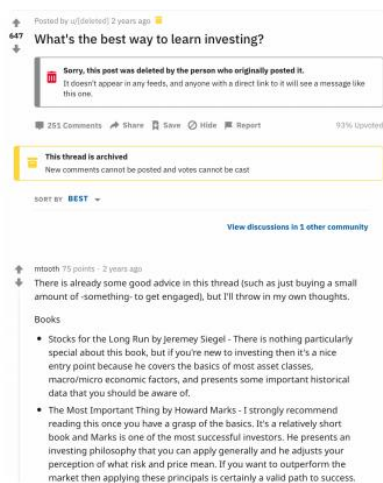 Posted by u/[deleted] 2 years ago
647
What's the best way to learn investing?
Sorry, this post was deleted by the person who originally posted it.
It doesn't appear in any feeds, and anyone with a direct link to it will see a message like
this one.
251 Comments Share Save Hide Report 93% Upvoted
This thread is archived
New comments cannot be posted and votes cannot be cast
SORT BY BEST
View discussions in 1 other community
mtooth 75 points · 2 years ago
There is already some good advice in this thread (such as just buying a small
amount of -something- to get engaged), but I'll throw in my own thoughts.
Books
• Stocks for the Long Run by Jeremey Siegel - There is nothing particularly
special about this book, but if you're new to investing then it's a nice
entry point because he covers the basics of most asset classes,
macro/micro economic factors, and presents some important historical
data that you should be aware of.
• The Most Important Thing by Howard Marks - I strongly recommend
reading this once you have a grasp of the basics. It's a relatively short
book and Marks is one of the most successful investors. He presents an
investing philosophy that you can apply generally and he adjusts your
perception of what risk and price mean. If you want to outperform the
market then applying these principals is certainly a valid path to success.